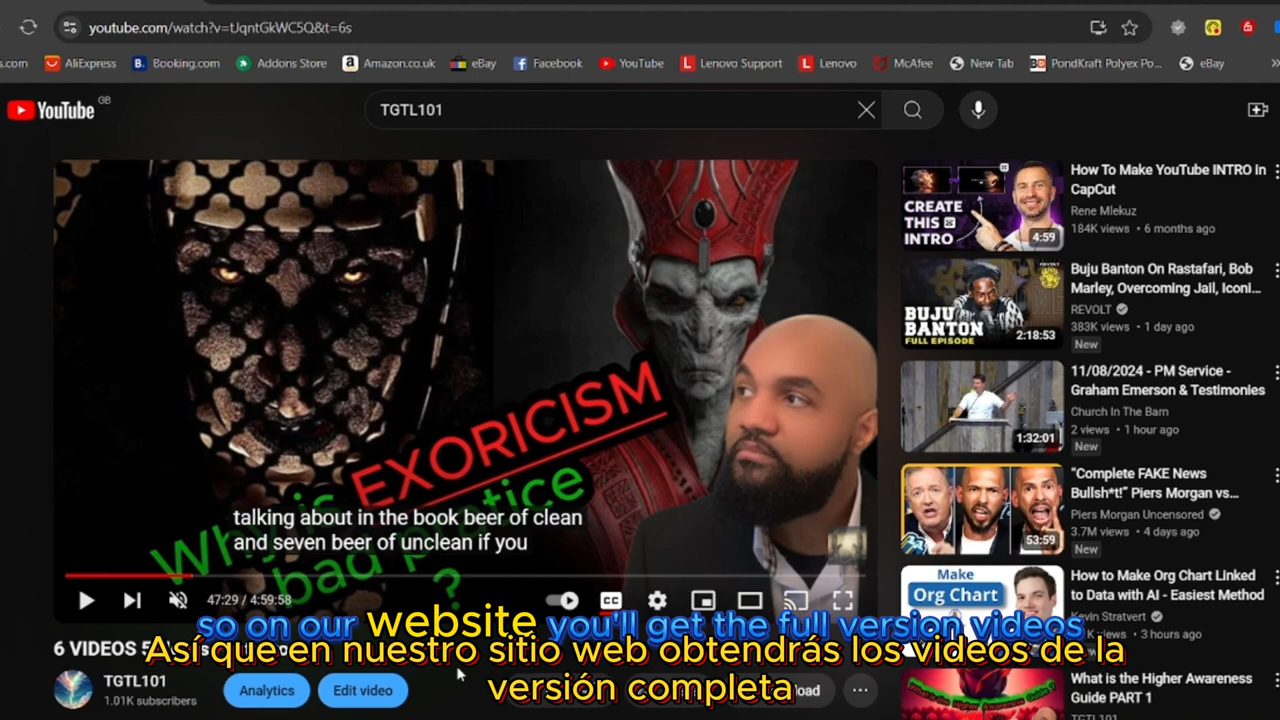 youtube.com/watch?v=tJqntGkWC5Q&t=6s
s.com AliExpress Booking.com Addons Store Amazon.co.uk eBay Facebook YouTube Lenovo Support Lenovo McAfee New Tab PondKraft Polyex Po... eBay
YouTube GB
TGTL101
EXORICISM
talking about in the book beer of clean
and seven beer of unclean if you
bad
?
47:29 / 4:59:58
CC
6 VIDEOS
TGTL101
1.01K subscribers
Analytics
Edit video
CREATE
THIS
INTRO
4:59
How To Make YouTube INTRO In
CapCut
Rene Mlekuz
184K views • 6 months ago
REVOLT
BUJU
BANTON
FULL EPISODE
2:18:53
Buju Banton On Rastafari, Bob
Marley, Overcoming Jail, Iconi...
REVOLT
383K views • 1 day ago
New
1:32:01
11/08/2024 - PM Service -
Graham Emerson & Testimonies
Church In The Barn
2 views • 1 hour ago
New
53:59
“Complete FAKE News
Bullsh*t!” Piers Morgan vs...
Piers Morgan Uncensored
3.7M views • 4 days ago
New
Make
Org Chart
How to Make Org Chart Linked
to Data with AI - Easiest Method
Kevin Stratvert
views • 3 hours ago
What is the Higher Awareness
Guide PART 1
TGTL101
so on our website you'll get the full version videos
Así que en nuestro sitio web obtendrás los videos de la
versión completa